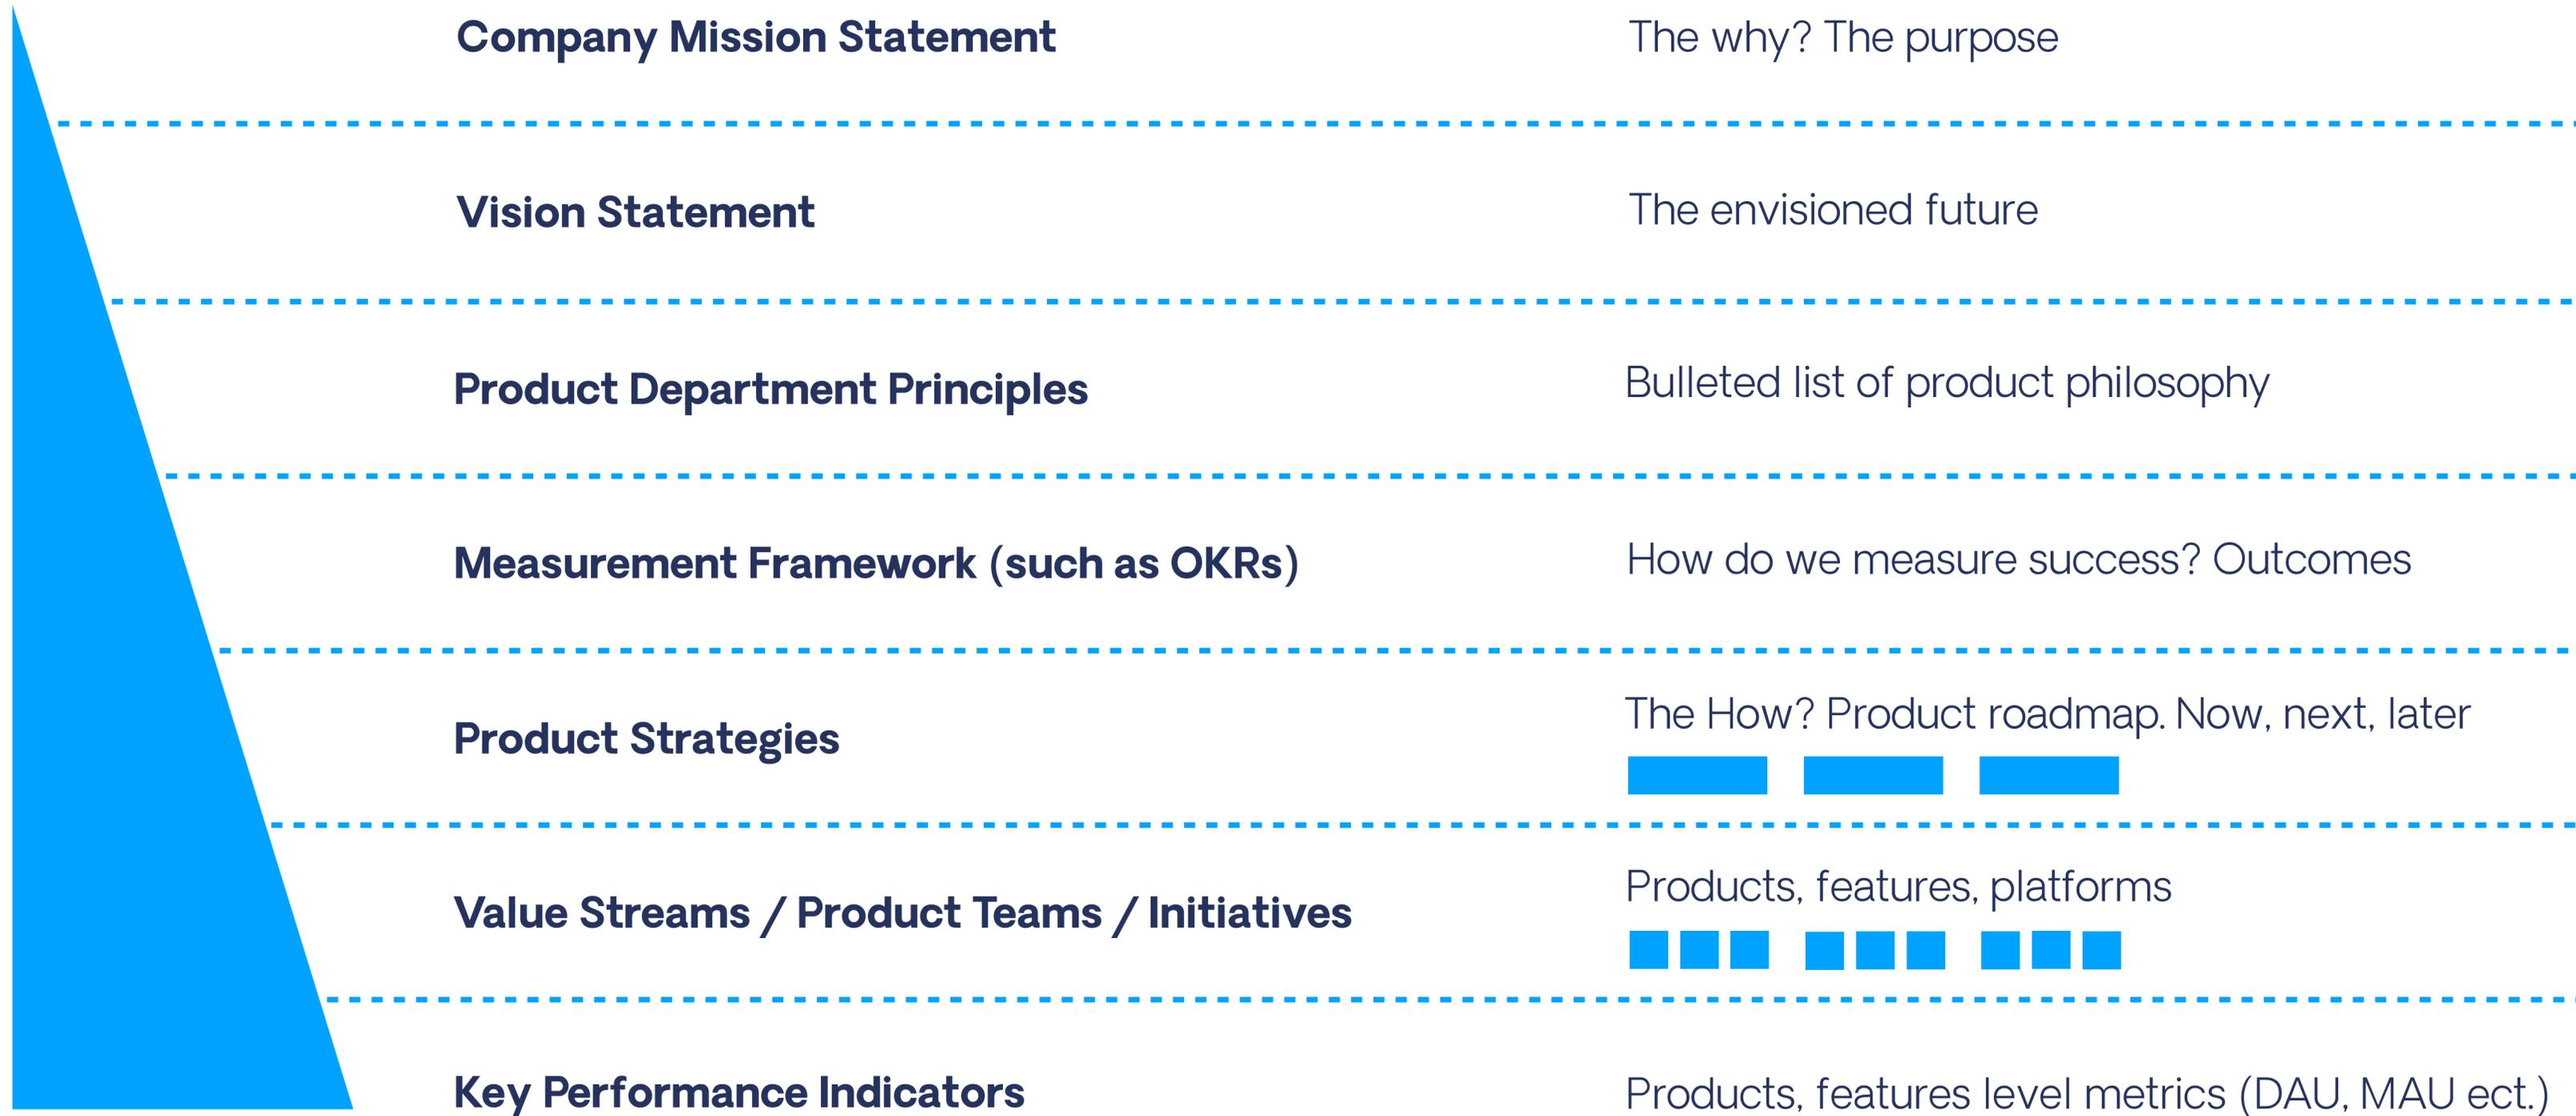 Company Mission Statement
The why? The purpose
Vision Statement
The envisioned future
Product Department Principles
Bulleted list of product philosophy
Measurement Framework (such as OKRs)
How do we measure success? Outcomes
Product Strategies
The How? Product roadmap. Now, next, later
Value Streams / Product Teams / Initiatives
Products, features, platforms
Key Performance Indicators
Products, features level metrics (DAU, MAU ect.)